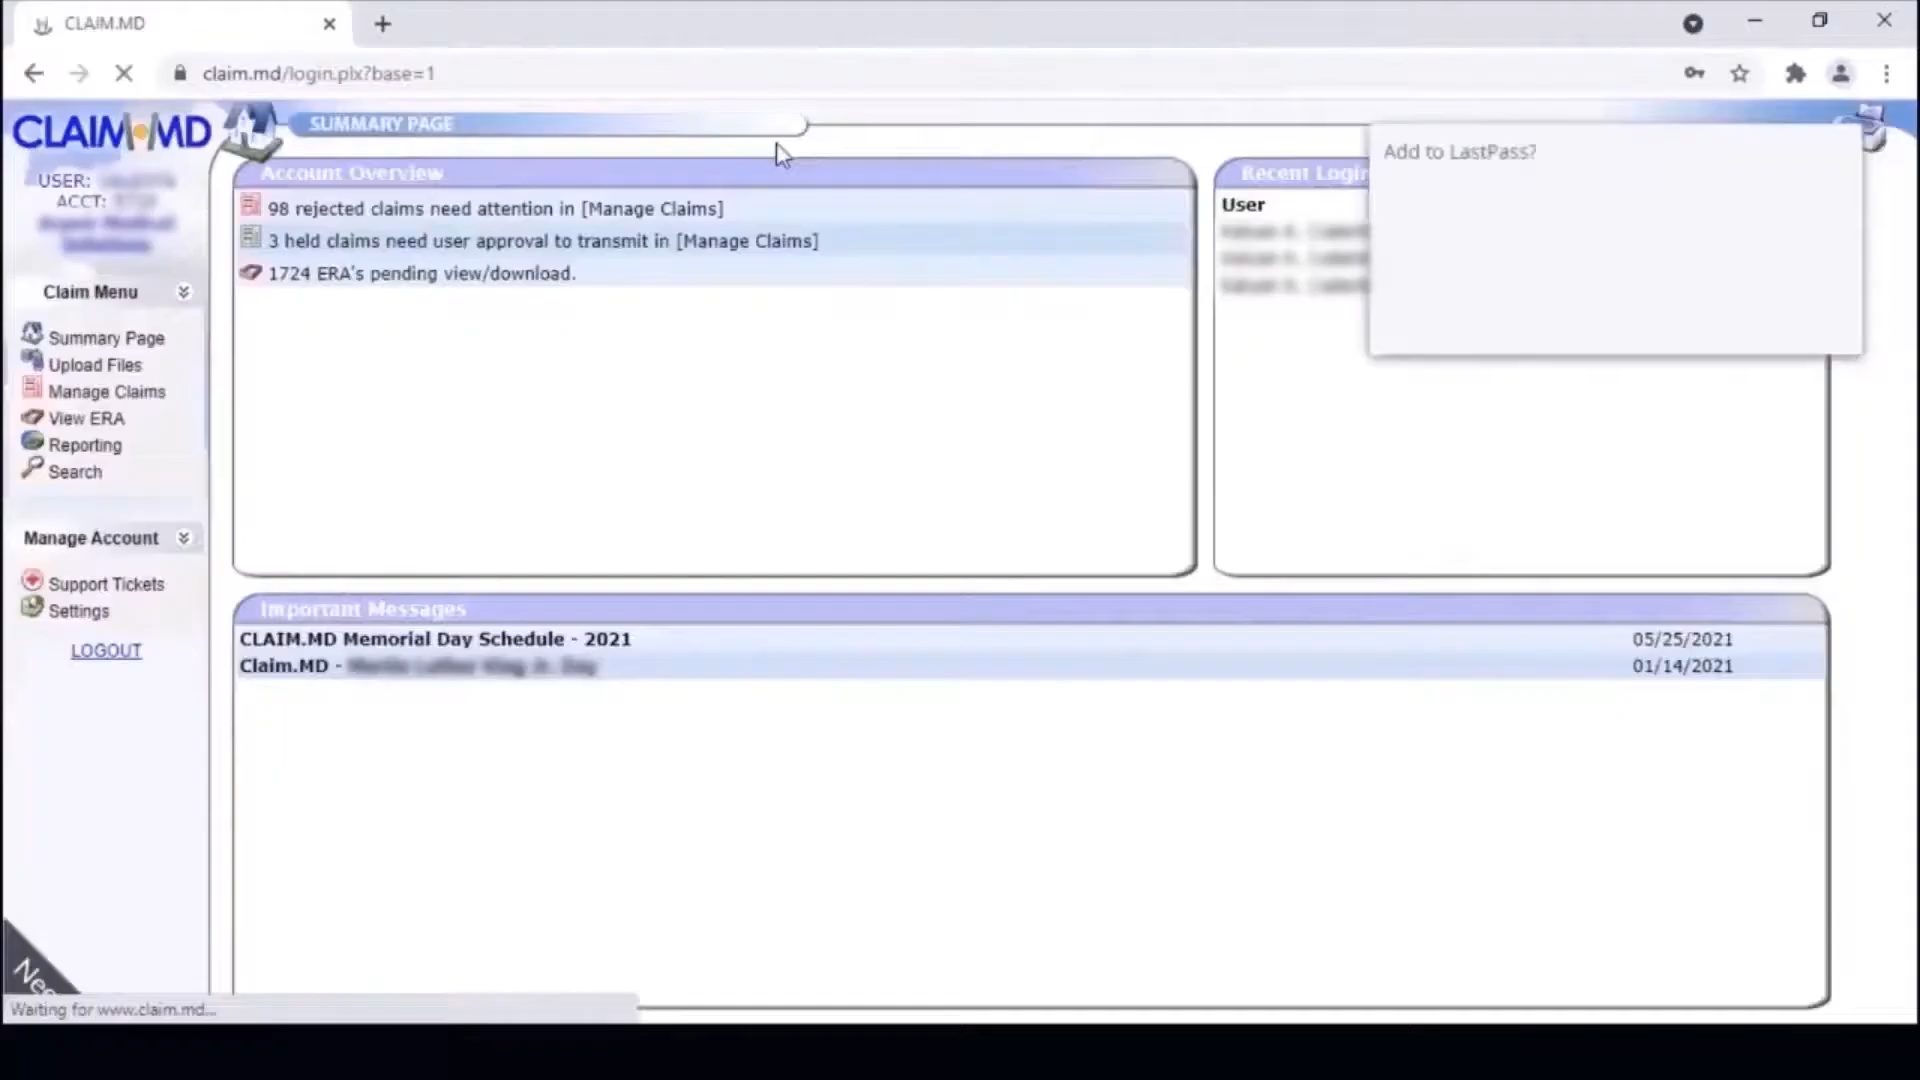 CLAIM.MD
claim.md/login.plx?base=1
CLAIM.MD
SUMMARY PAGE
USER:
ACCT:
Add to LastPass?
Account Overview
98 rejected claims need attention in [Manage Claims]
3 held claims need user approval to transmit in [Manage Claims]
1724 ERA's pending view/download.
Recent Login
User
Claim Menu
Summary Page
Upload Files
Manage Claims
View ERA
Reporting
Search
Manage Account
Support Tickets
Settings
LOGOUT
Important Messages
CLAIM.MD Memorial Day Schedule - 2021 05/25/2021
Claim.MD - 01/14/2021
Waiting for www.claim.md...